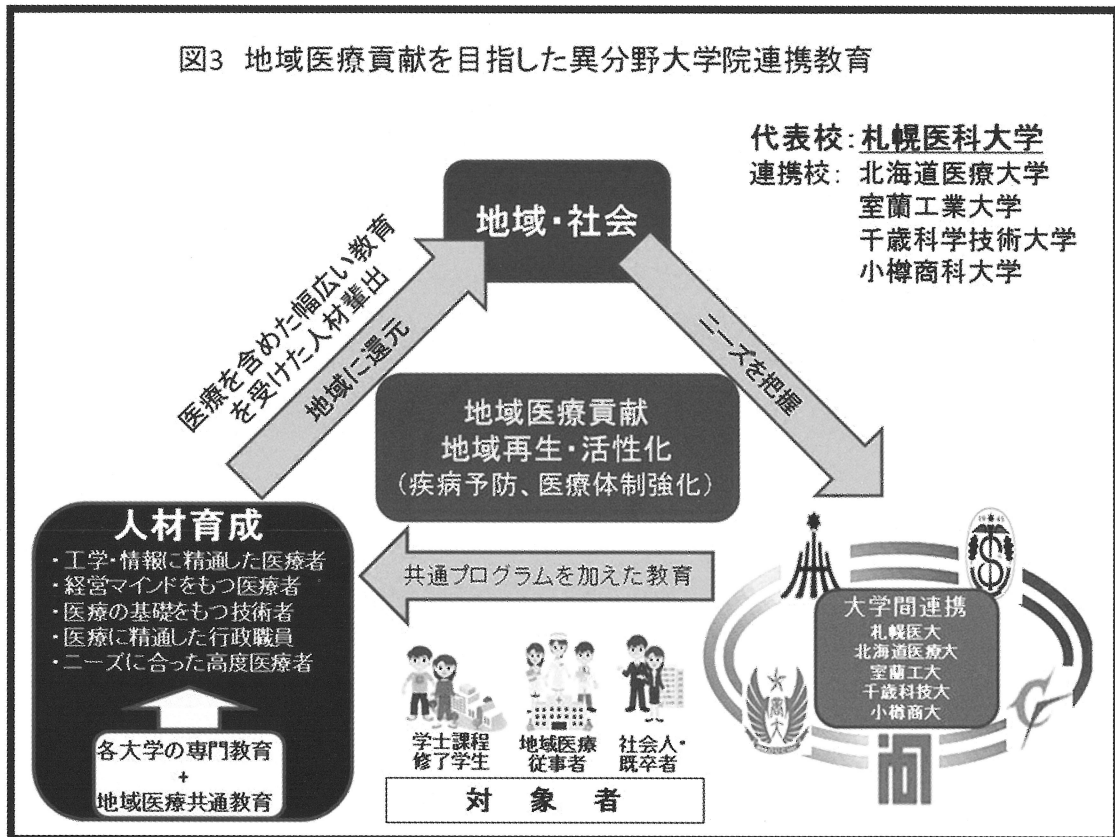 図3 地域医療貢献を目指した異分野大学院連携教育
代表校:札幌医科大学
連携校: 北海道医療大学
室蘭工業大学
千歳科学技術大学
小樽商科大学
地域・社会
医療を含めた幅広い教育
を受けた人材輩出
地域に還元
ニーズを把握
地域医療貢献
地域再生・活性化
(疾病予防、医療体制強化)
人材育成
・工学・情報に精通した医療者
・経営マインドをもつ医療者
・医療の基礎をもつ技術者
・医療に精通した行政職員
・ニーズに合った高度医療者
各大学の専門教育
+
地域医療共通教育
共通プログラムを加えた教育
学士課程
修了学生
地域医療
従事者
社会人・
既卒者
対 象 者
大学間連携
札幌医大
北海道医療大
室蘭工大
千歳科技大
小樽商大